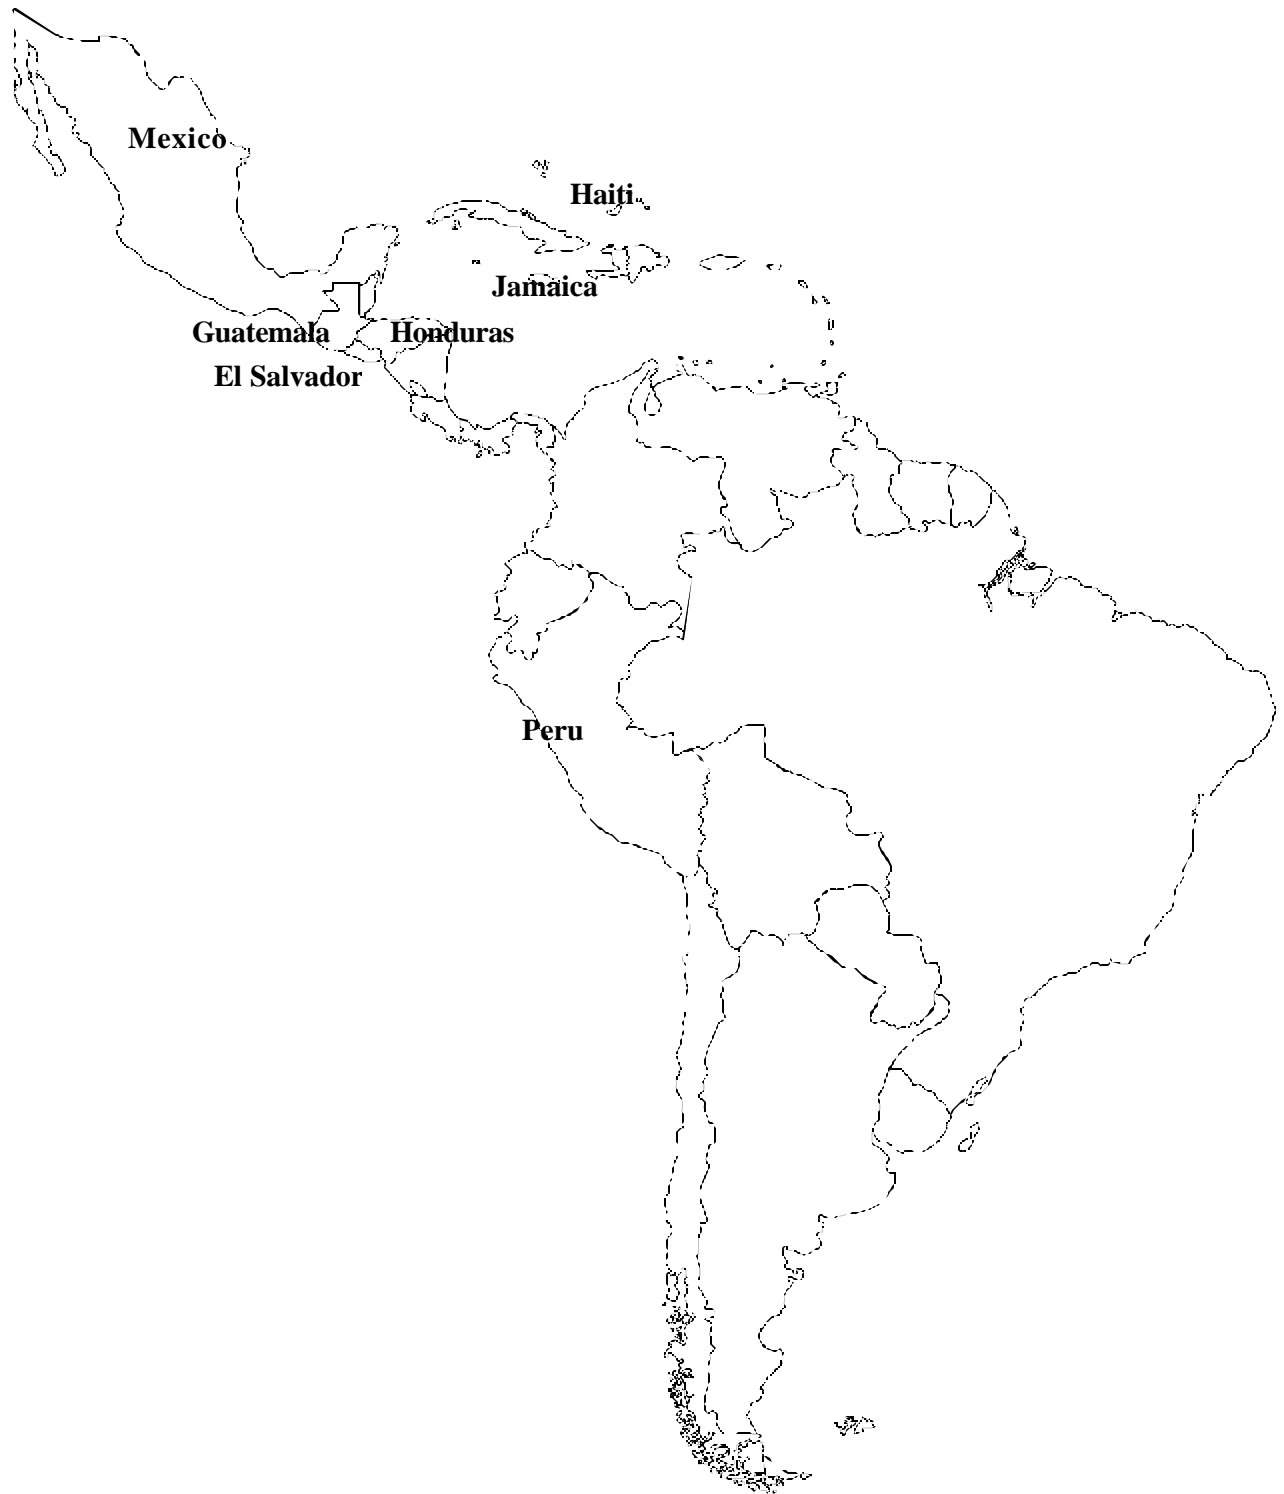 Mexico
Haiti
Jamaica
Guatemala
Honduras
El Salvador
Peru